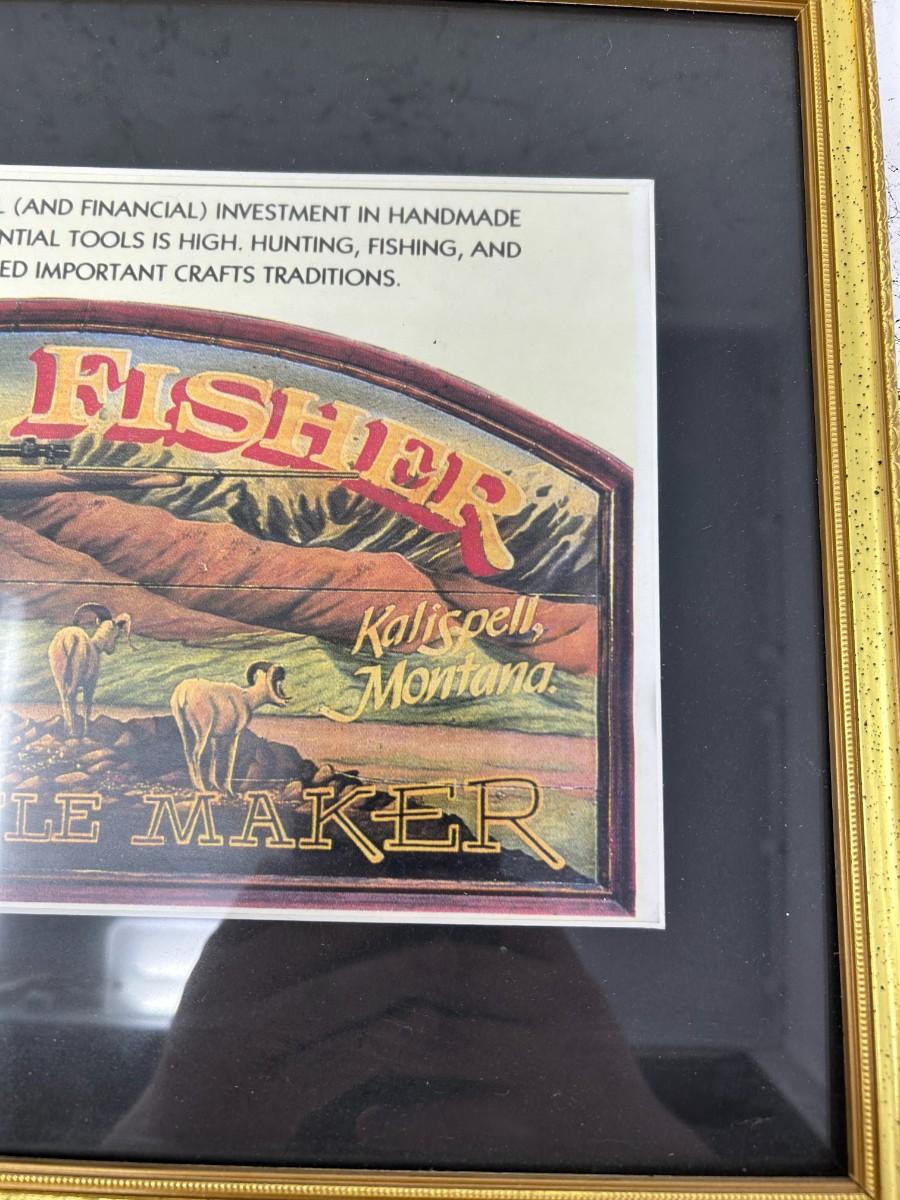 L (AND FINANCIAL) INVESTMENT IN HANDMADE
NTIAL TOOLS IS HIGH. HUNTING, FISHING, AND
ED IMPORTANT CRAFTS TRADITIONS.
FISHER
Kalispell,
Montana.
LE MAKER